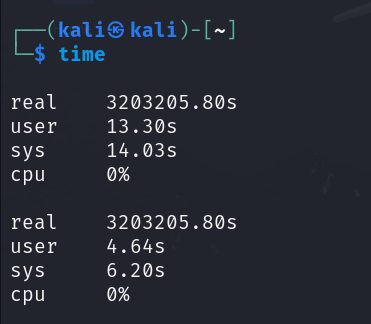 ┌──(kali㉿kali)-[~]
└─$ time
real 3203205.80s
user 13.30s
sys 14.03s
cpu 0%
real 3203205.80s
user 4.64s
sys 6.20s
cpu 0%